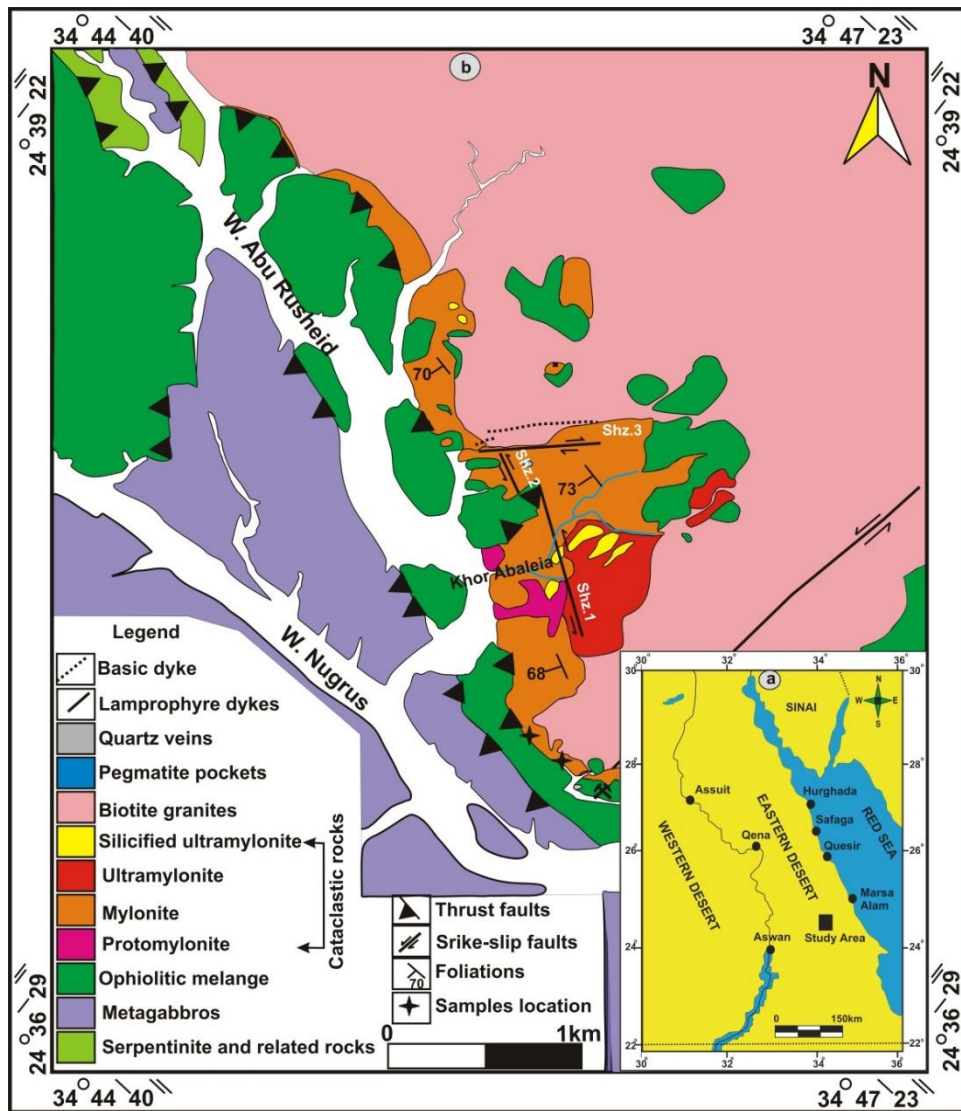 34° 44' 40"
34° 47' 23"
24° 39' 22"
24° 39' 22"
b
N
W. Abu Rusheid
70
Shz.3
Shz.2
73
Khor Abaleia
Shz.1
68
W. Nugrus
Legend
Basic dyke
Lamprophyre dykes
Quartz veins
Pegmatite pockets
Biotite granites
Silicified ultramylonite
Ultramylonite
Mylonite
Protomylonite
Cataclastic rocks
Ophiolitic melange
Metagabbros
Serpentinite and related rocks
Thrust faults
Srike-slip faults
70
Foliations
Samples location
0 1km
30° 32° 34° 36°
a
N
W E
S
SINAI
28°
28°
Assuit
Hurghada
Safaga
Quesir
RED SEA
Qena
26°
26°
WESTERN DESERT
EASTERN DESERT
Marsa
Alam
Study Area
24°
24°
Aswan
0 150km
22°
22°
30° 32° 34° 36°
24° 36' 29"
24° 36' 29"
34° 44' 40"
34° 47' 23"